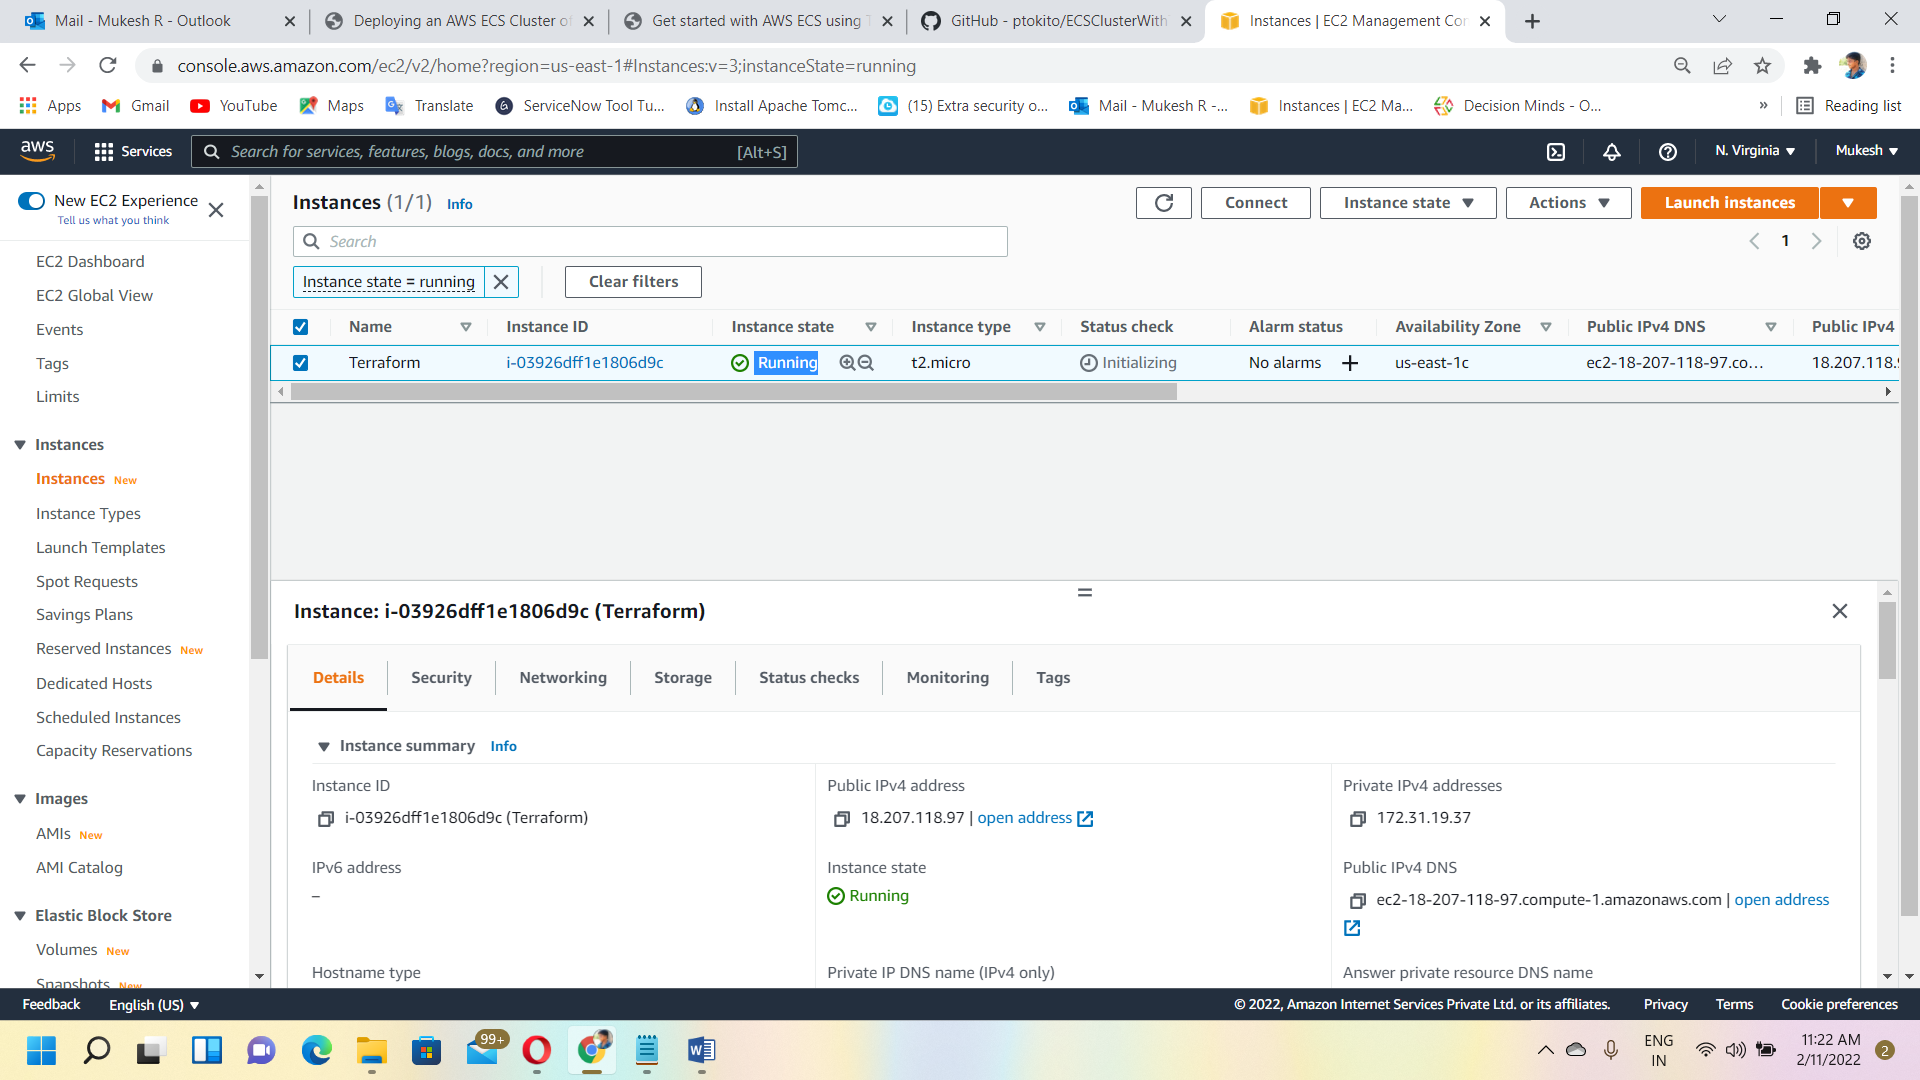 Mail - Mukesh R - Outlook
Deploying an AWS ECS Cluster of
Get started with AWS ECS using T
GitHub - ptokito/ECSClusterWith
Instances | EC2 Management Con
console.aws.amazon.com/ec2/v2/home?region=us-east-1#Instances:v=3;instanceState=running
Apps
Gmail
YouTube
Maps
Translate
ServiceNow Tool Tu...
Install Apache Tomc...
(15) Extra security o...
Mail - Mukesh R -...
Instances | EC2 Ma...
Decision Minds - O...
»
Reading list
aws
Services
Search for services, features, blogs, docs, and more
[Alt+S]
N. Virginia
Mukesh
New EC2 Experience
Tell us what you think
EC2 Dashboard
EC2 Global View
Events
Tags
Limits
Instances
Instances New
Instance Types
Launch Templates
Spot Requests
Savings Plans
Reserved Instances New
Dedicated Hosts
Scheduled Instances
Capacity Reservations
Images
AMIs New
AMI Catalog
Elastic Block Store
Volumes New
Snapshots New
Instances (1/1) Info
Connect
Instance state
Actions
Launch instances
Search
1
Instance state = running
Clear filters
Name Instance ID Instance state Instance type Status check Alarm status Availability Zone Public IPv4 DNS Public IPv4
Terraform i-03926dff1e1806d9c Running t2.micro Initializing No alarms us-east-1c ec2-18-207-118-97.co... 18.207.118.9
Instance: i-03926dff1e1806d9c (Terraform)
Details Security Networking Storage Status checks Monitoring Tags
Instance summary Info
Instance ID
i-03926dff1e1806d9c (Terraform)
Public IPv4 address
18.207.118.97 | open address
Private IPv4 addresses
172.31.19.37
IPv6 address
–
Instance state
Running
Public IPv4 DNS
ec2-18-207-118-97.compute-1.amazonaws.com | open address
Hostname type
Private IP DNS name (IPv4 only)
Answer private resource DNS name
Feedback
English (US)
© 2022, Amazon Internet Services Private Ltd. or its affiliates.
Privacy
Terms
Cookie preferences
99+
ENG
IN
11:22 AM
2/11/2022
2